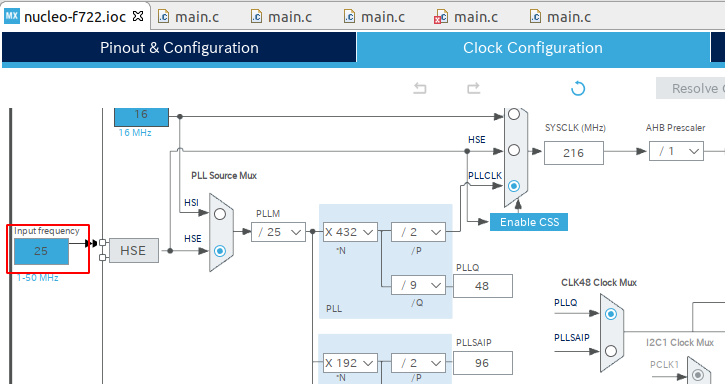 MX nucleo-f722.ioc main.c main.c main.c main.c
Pinout & Configuration Clock Configuration
Resolve
16
16 MHz
HSE
SYSCLK (MHz)
AHB Prescaler
216
/ 1
PLL Source Mux
PLLCLK
HSI
PLLM
Enable CSS
Input frequency
25
HSE
HSE
/ 25
X 432
/ 2
*N
/P
1-50 MHz
PLLQ
/ 9
48
CLK48 Clock Mux
PLL
/Q
PLLQ
PLLSAIP
PLLSAIP
I2C1 Clock Mux
X 192
/ 2
96
PCLK1
*N
/P